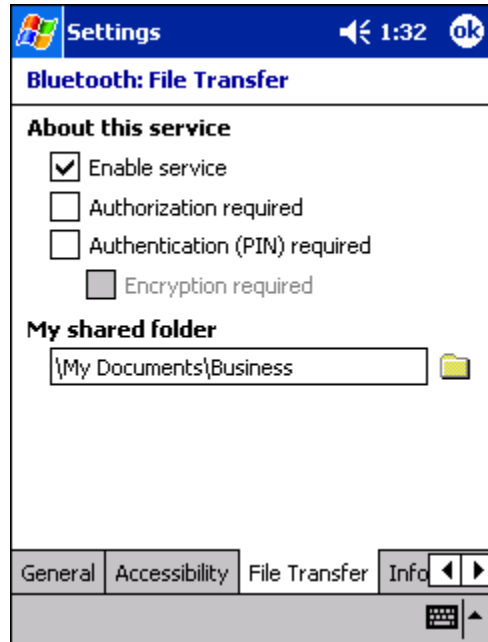 Settings 1:32 ok
Bluetooth: File Transfer
About this service
Enable service
Authorization required
Authentication (PIN) required
Encryption required
My shared folder
\My Documents\Business
General Accessibility File Transfer Info